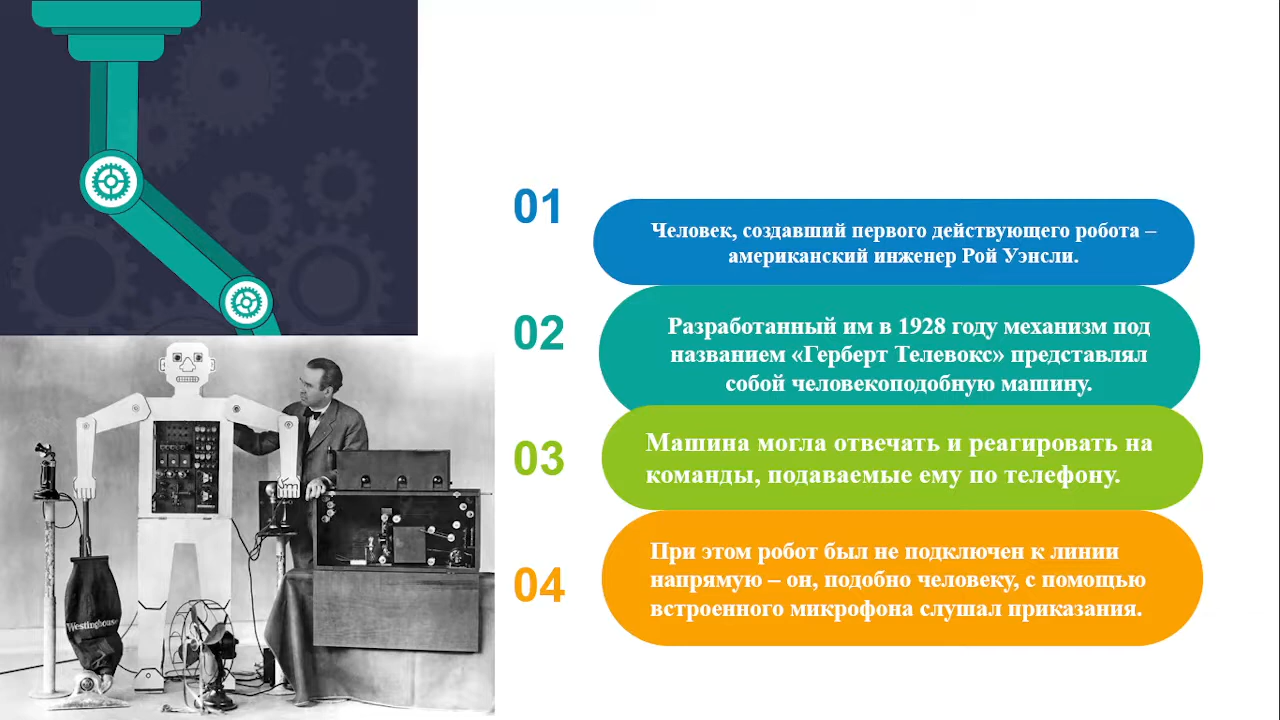 01
Человек, создавший первого действующего робота –
американский инженер Рой Уэнсли.
02
Разработанный им в 1928 году механизм под
названием «Герберт Телевокс» представлял
собой человекоподобную машину.
03
Машина могла отвечать и реагировать на
команды, подаваемые ему по телефону.
04
При этом робот был не подключен к линии
напрямую – он, подобно человеку, с помощью
встроенного микрофона слушал приказания.
Westinghouse